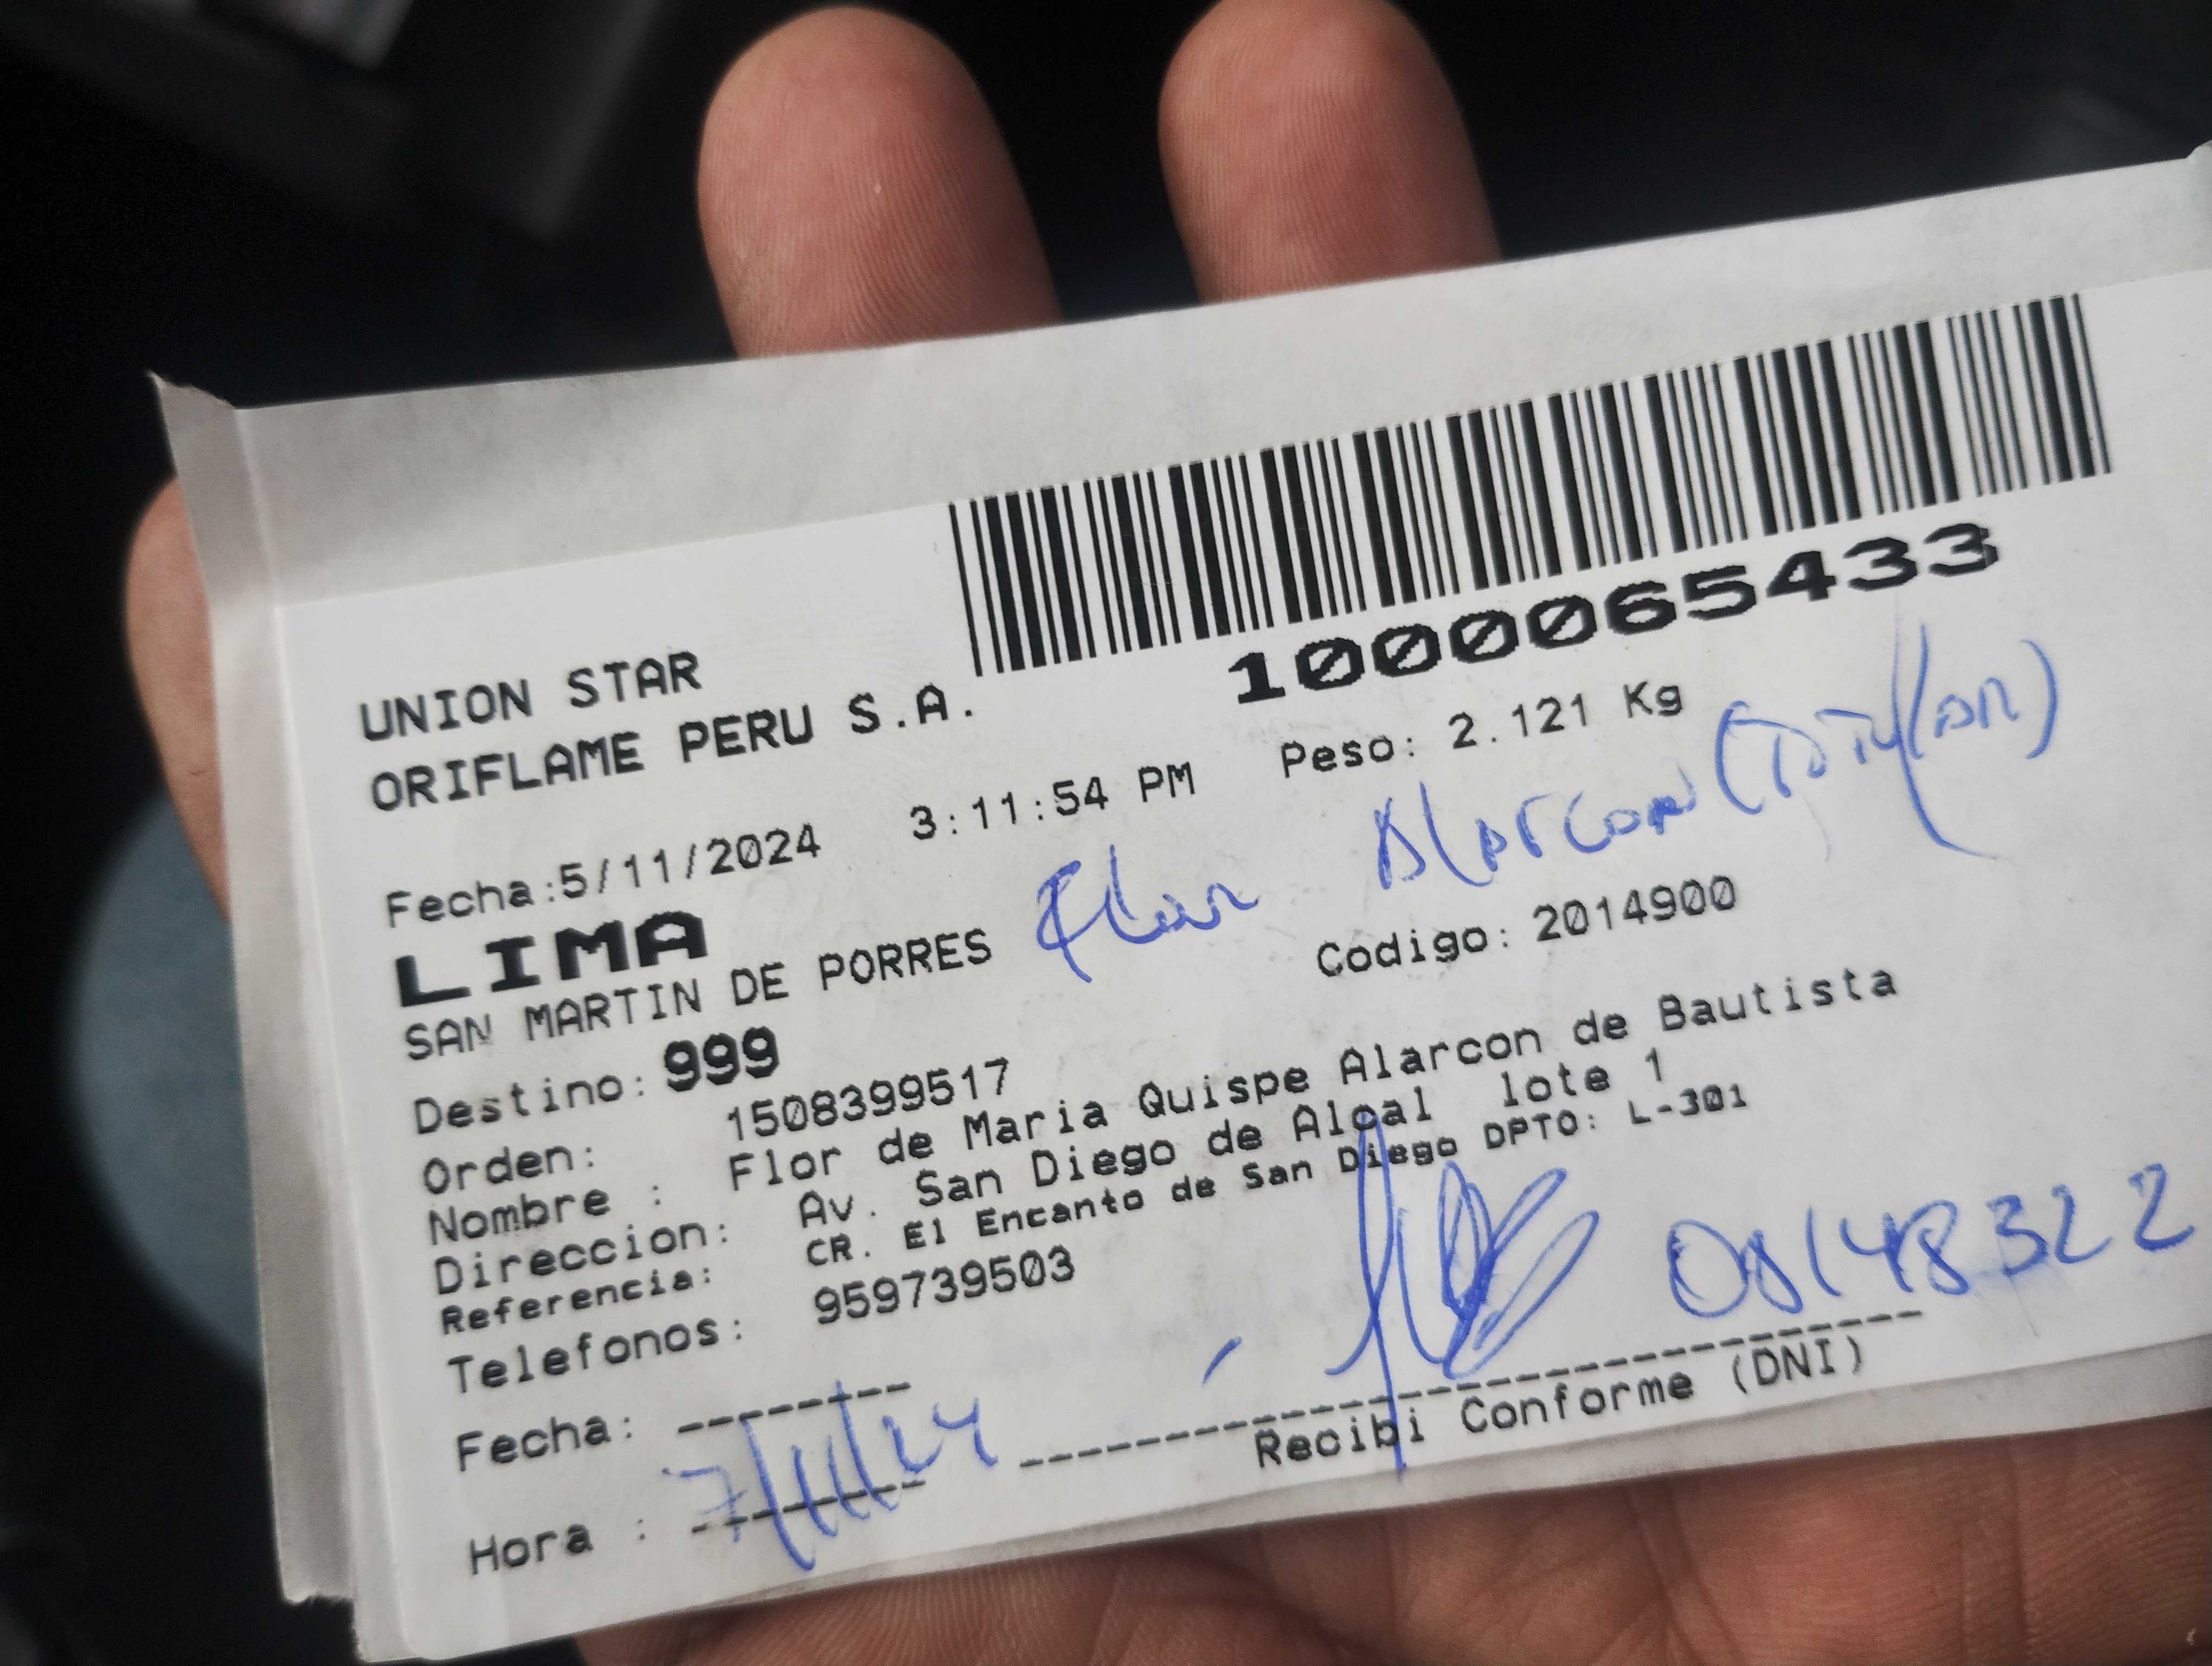 1000065433
UNION STAR
ORIFLAME PERU S.A.
Fecha:5/11/2024 3:11:54 PM Peso: 2.121 Kg
LIMA
Flor Alarcon (Titular)
SAN MARTIN DE PORRES Codigo: 2014900
Destino: 999
Orden: 1508399517
Nombre : Flor de Maria Quispe Alarcon de Bautista
Direccion: Av. San Diego de Alcal lote 1
Referencia: CR. El Encanto de San Diego DPTO: L-301
Telefonos: 959739503
08148322
Fecha: 7/11/24
Recibi Conforme (DNI)
Hora :